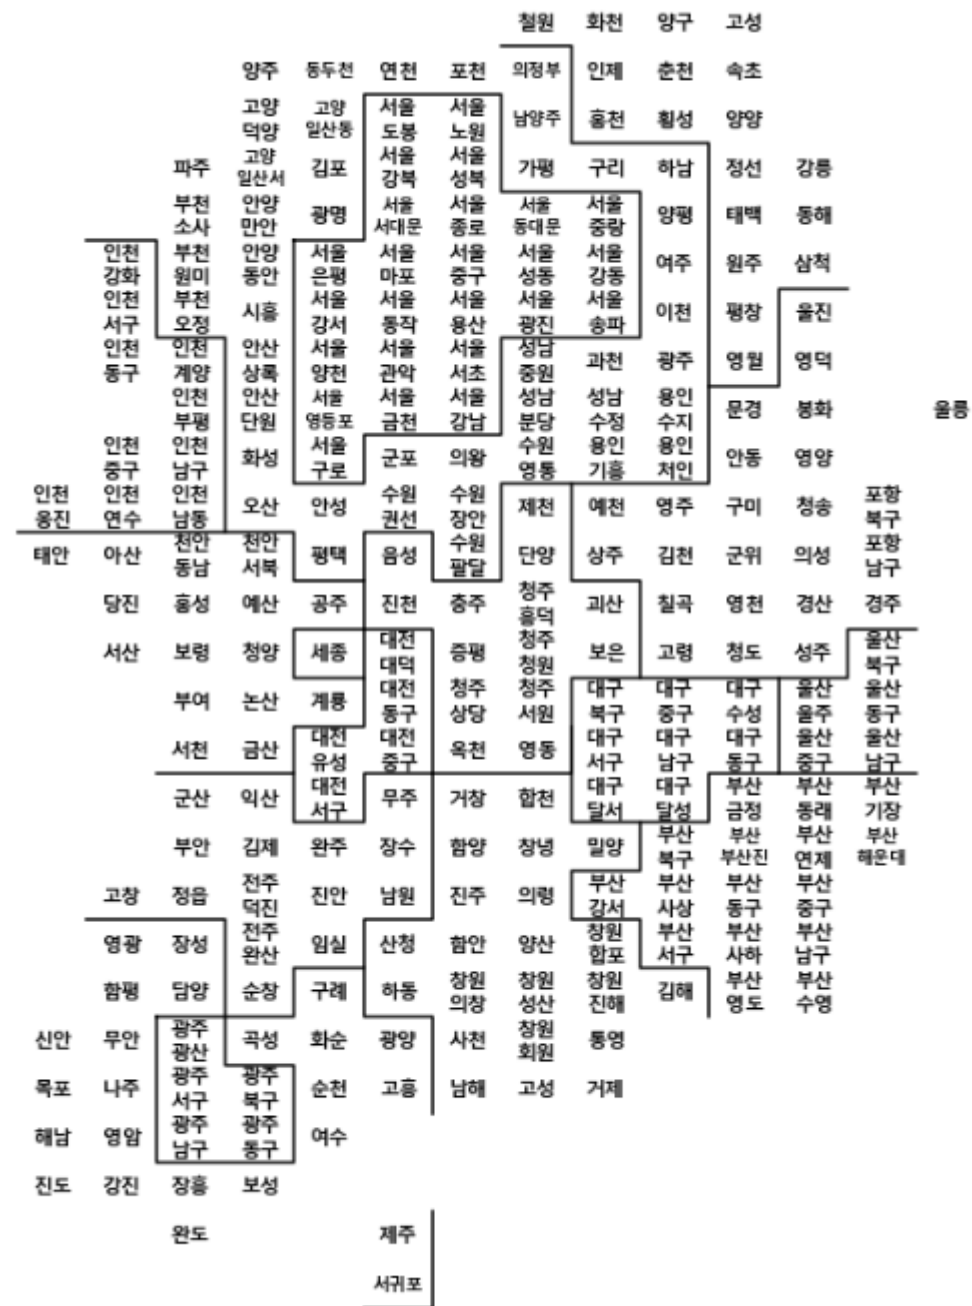 철원 화천 양구 고성
양주 동두천 연천 포천 의정부 인제 춘천 속초
고양 고양 서울 서울 남양주 홍천 횡성 양양
덕양 일산동 도봉 노원
파주 고양 김포 서울 서울 가평 구리 하남 정선 강릉
일산서 강북 성북
부천 안양 광명 서울 서울 서울 서울 양평 태백 동해
소사 만안 서대문 종로 동대문 중랑
인천 부천 안양 서울 서울 서울 서울 서울 여주 원주 삼척
강화 원미 동안 은평 마포 중구 성동 강동
인천 부천 시흥 서울 서울 서울 서울 서울 이천 평창 울진
서구 오정 강서 동작 용산 광진 송파
인천 인천 안산 서울 서울 서울 성남 과천 광주 영월 영덕
동구 계양 상록 양천 관악 서초 중원
인천 안산 서울 서울 서울 성남 성남 용인 문경 봉화 울릉
부평 단원 영등포 금천 강남 분당 수정 수지
인천 인천 화성 서울 군포 의왕 수원 용인 용인 안동 영양
중구 남구 구로 영통 기흥 처인
인천 인천 인천 오산 안성 수원 수원 제천 예천 영주 구미 청송 포항
옹진 연수 남동 권선 장안 북구
태안 아산 천안 천안 평택 음성 수원 단양 상주 김천 군위 의성 포항
동남 서북 팔달 남구
당진 홍성 예산 공주 진천 충주 청주 괴산 칠곡 영천 경산 경주
흥덕
서산 보령 청양 세종 대전 증평 청주 보은 고령 청도 성주 울산
대덕 청원 북구
부여 논산 계룡 대전 청주 청주 대구 대구 대구 울산 울산
동구 상당 서원 북구 중구 수성 울주 동구
서천 금산 대전 대전 옥천 영동 대구 대구 대구 울산 울산
유성 중구 서구 남구 동구 중구 남구
군산 익산 대전 무주 거창 합천 대구 대구 부산 부산 부산
서구 달서 달성 금정 동래 기장
부안 김제 완주 장수 함양 창녕 밀양 부산 부산 부산 부산
북구 부산진 연제 해운대
고창 정읍 전주 진안 남원 진주 의령 부산 부산 부산 부산
덕진 강서 사상 동구 중구
영광 장성 전주 임실 산청 함안 양산 창원 부산 부산 부산
완산 합포 서구 사하 남구
함평 담양 순창 구례 하동 창원 창원 창원 김해 부산 부산
의창 성산 진해 영도 수영
신안 무안 광주 곡성 화순 광양 사천 창원 통영
광산 회원
목포 나주 광주 광주 순천 고흥 남해 고성 거제
서구 북구
해남 영암 광주 광주 여수
남구 동구
진도 강진 장흥 보성
완도 제주
서귀포